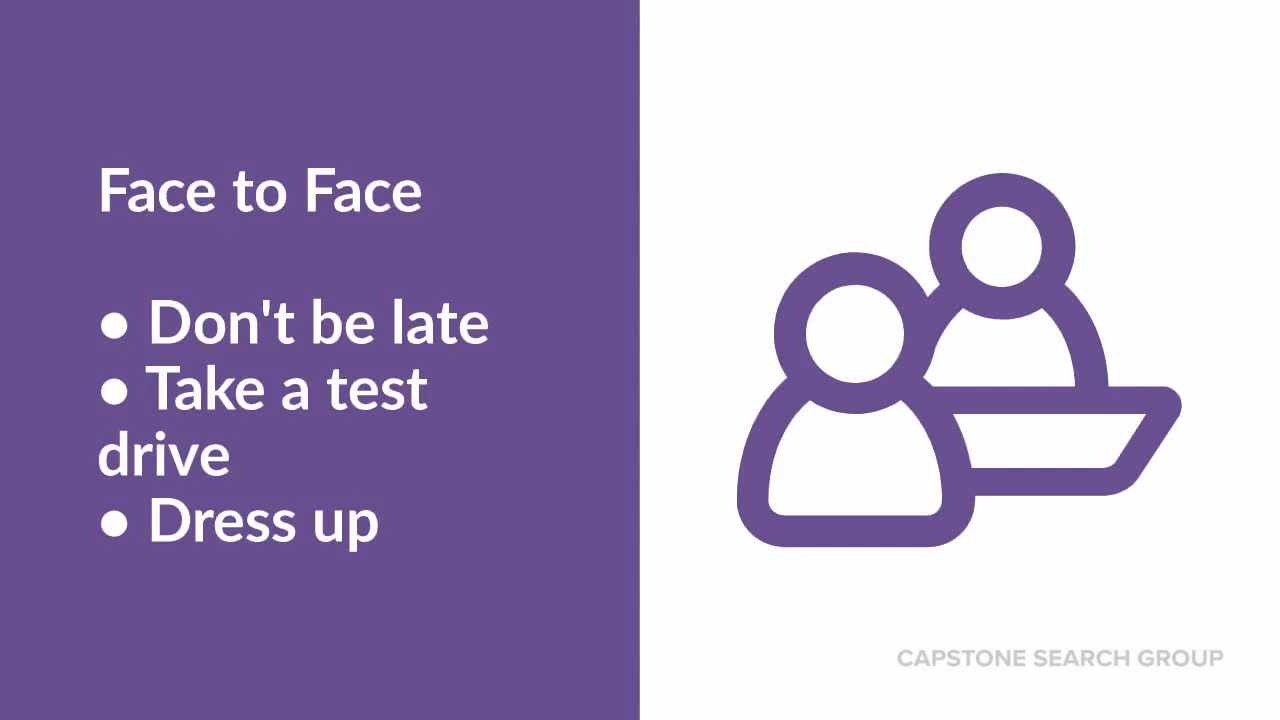 Face to Face
● Don't be late
● Take a test
drive
● Dress up
CAPSTONE SEARCH GROUP